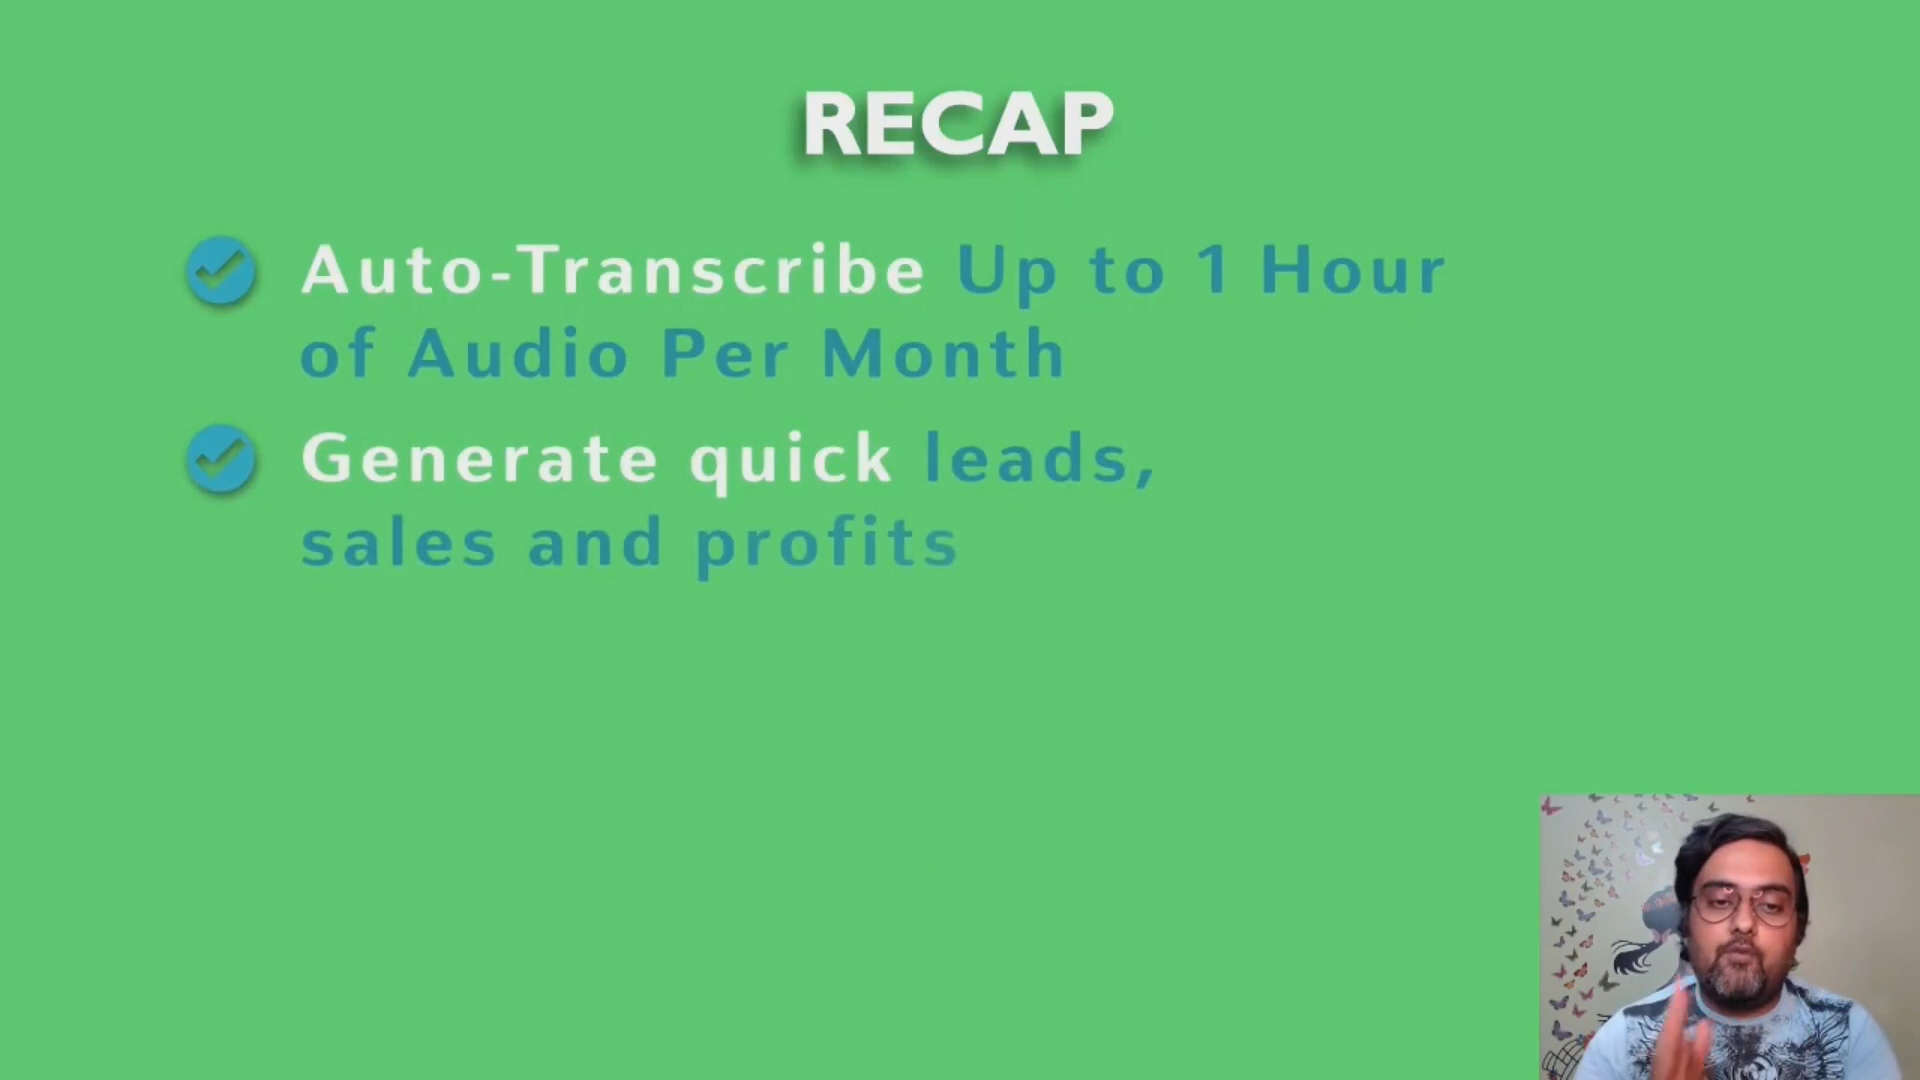 RECAP
Auto-Transcribe Up to 1 Hour
of Audio Per Month
Generate quick leads,
sales and profits